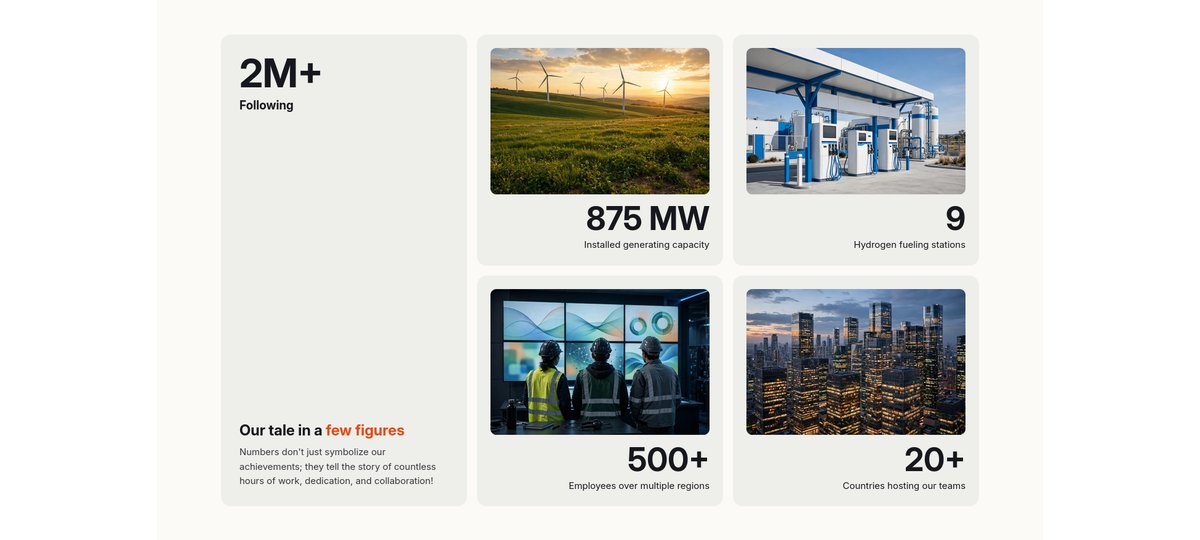 2M+
Following
Our tale in a few figures
Numbers don't just symbolize our
achievements; they tell the story of countless
hours of work, dedication, and collaboration!
875 MW
Installed generating capacity
9
Hydrogen fueling stations
500+
Employees over multiple regions
20+
Countries hosting our teams